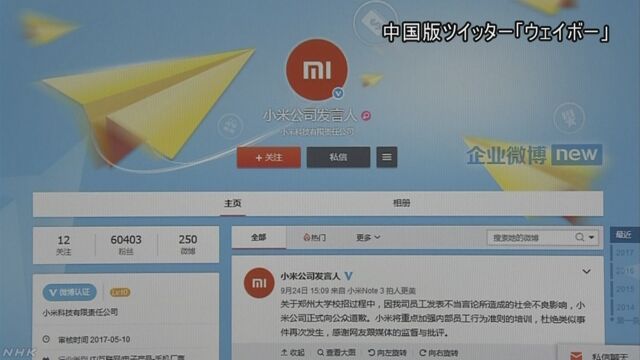 中国版ツイッター「ウェイボー」
mi
小米公司发言人
小米科技有限责任公司
+关注
私信
企业微博 new
主页
相册
12
关注
60403
粉丝
250
微博
全部
热门
更多
搜索她的微博
最近
2017
2016
2015
2014
微博认证
Lv.10
小米科技有限责任公司
审核时间 2017-05-10
小米公司发言人
9月24日 15:09 来自 小米Note 3 拍人更美
关于郑州大学校招过程中，因我司员工发表不当言论所造成的社会不良影响，小
米公司正式向公众道歉。小米将重点加强内部员工行为准则的培训，杜绝类似事
件再次发生，感谢网友跟媒体的监督与批评。
收起
查看大图
向左旋转
向右旋转
私信聊天
NHK